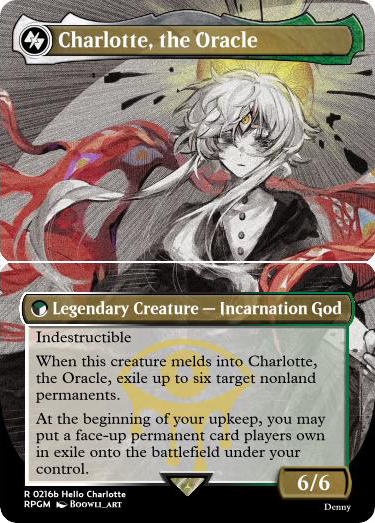 Charlotte, the Oracle
Legendary Creature — Incarnation God
Indestructible
When this creature melds into Charlotte,
the Oracle, exile up to six target nonland
permanents.
At the beginning of your upkeep, you may
put a face-up permanent card players own
in exile onto the battlefield under your
control.
6/6
R 0216b Hello Charlotte
RPGM BOOWLI_ART
Denny